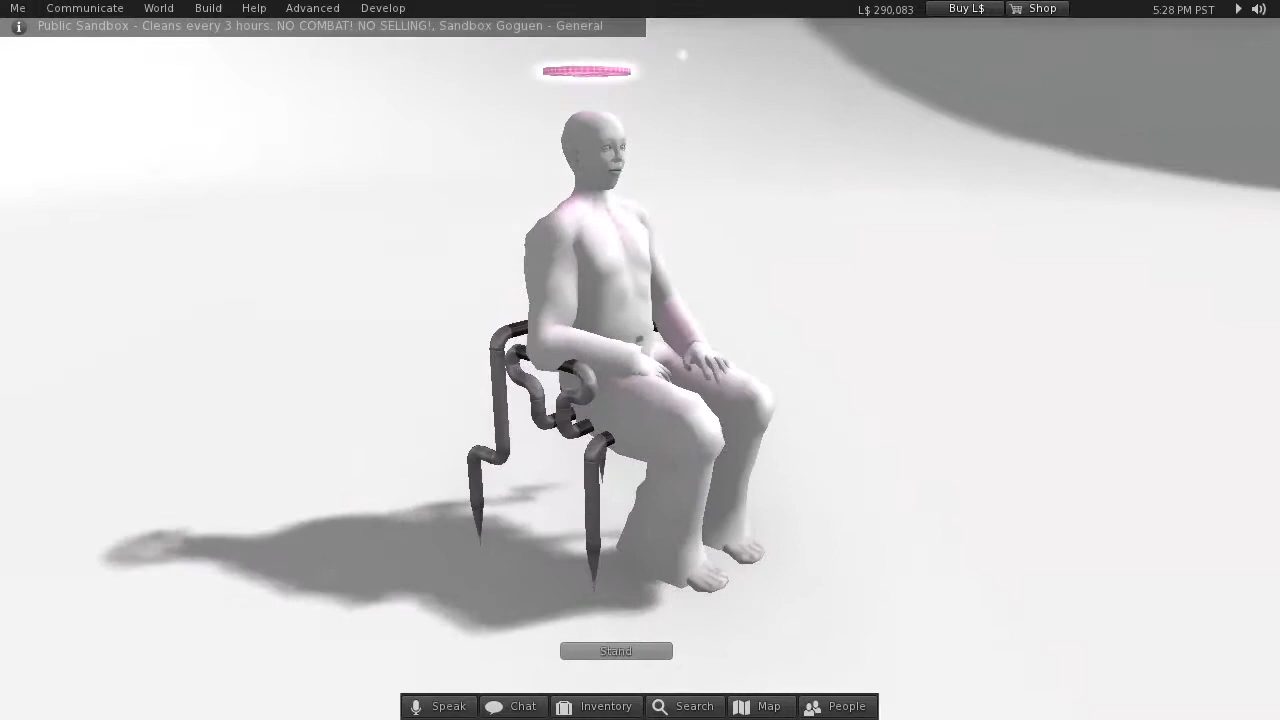 Me Communicate World Build Help Advanced Develop L$ 290,083 Buy L$ Shop 5:28 PM PST
Public Sandbox - Cleans every 3 hours. NO COMBAT! NO SELLING!, Sandbox Goguen - General
Stand
Speak Chat Inventory Search Map People